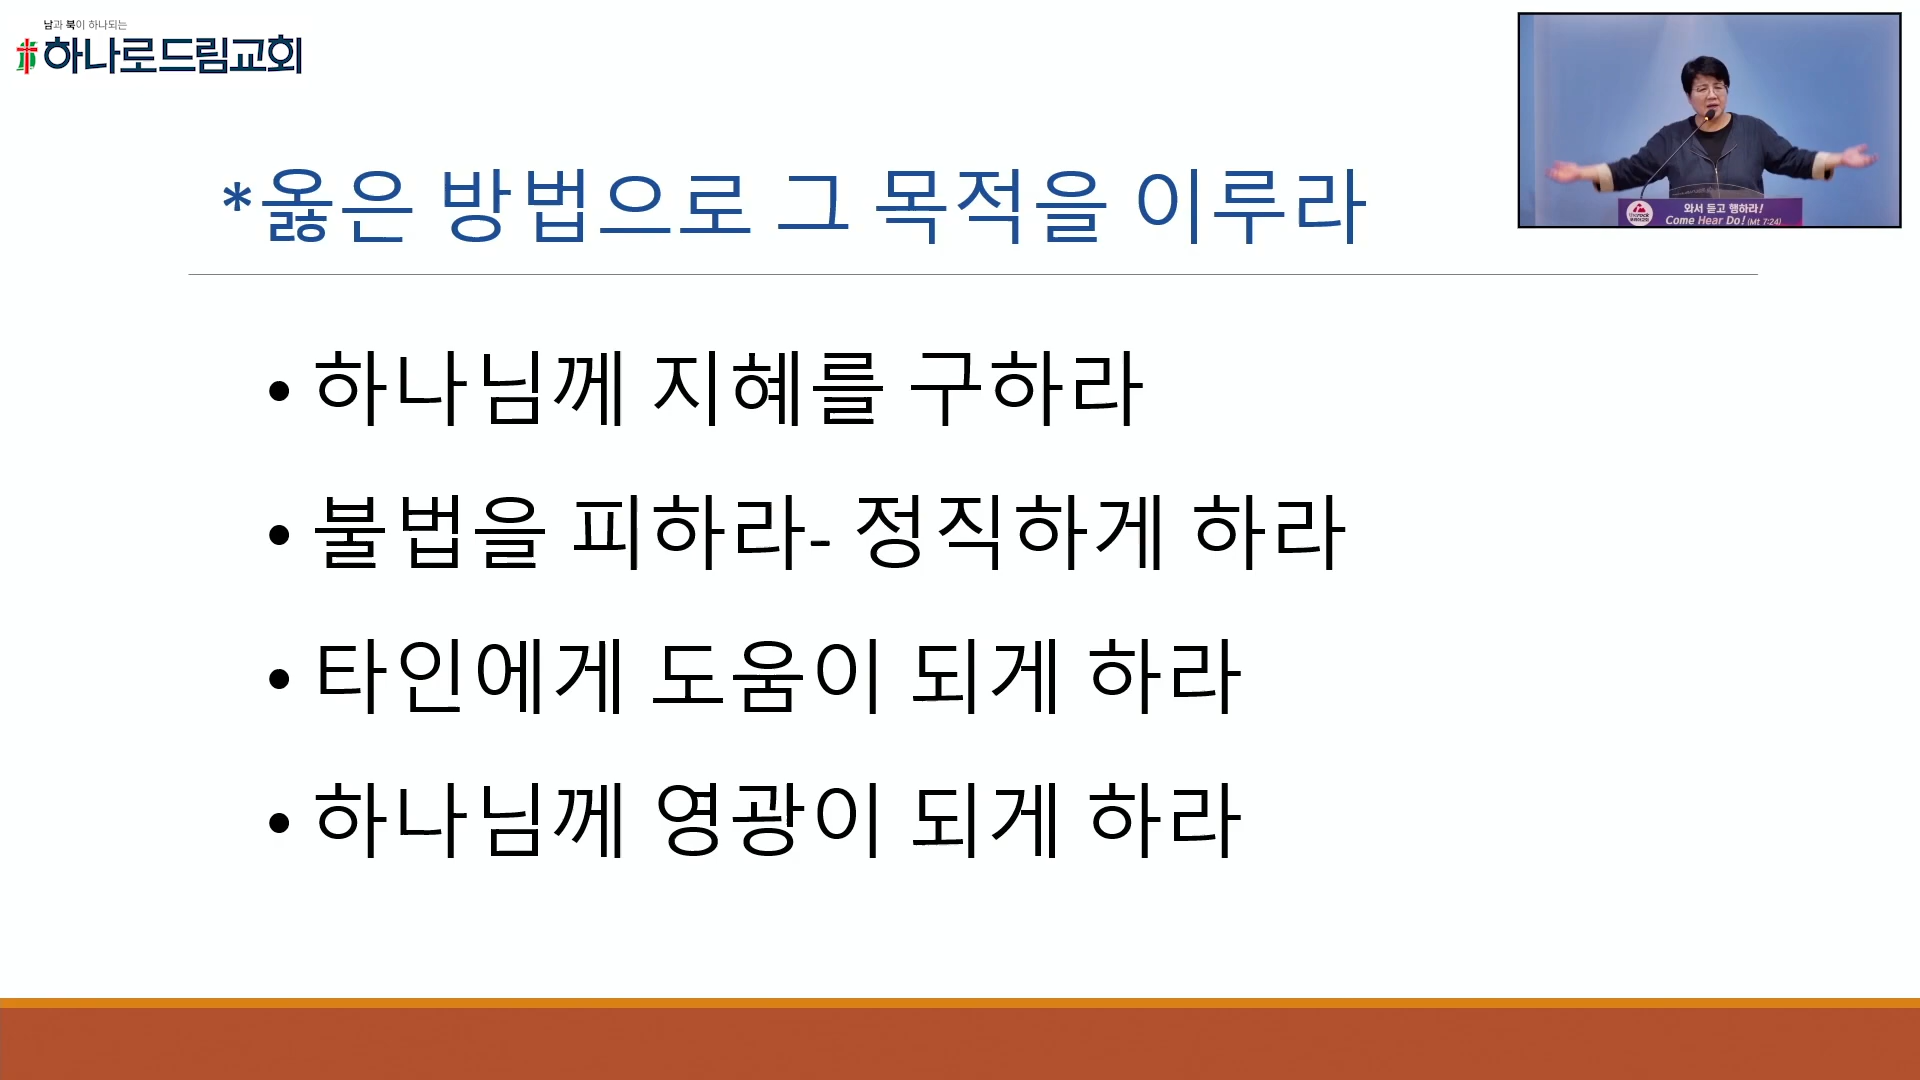 남과 북이 하나되는
하나로드림교회
*옳은 방법으로 그 목적을 이루라
• 하나님께 지혜를 구하라
• 불법을 피하라- 정직하게 하라
• 타인에게 도움이 되게 하라
• 하나님께 영광이 되게 하라
와서 듣고 행하라!
Come Hear Do! (Mt 7:24)
therock